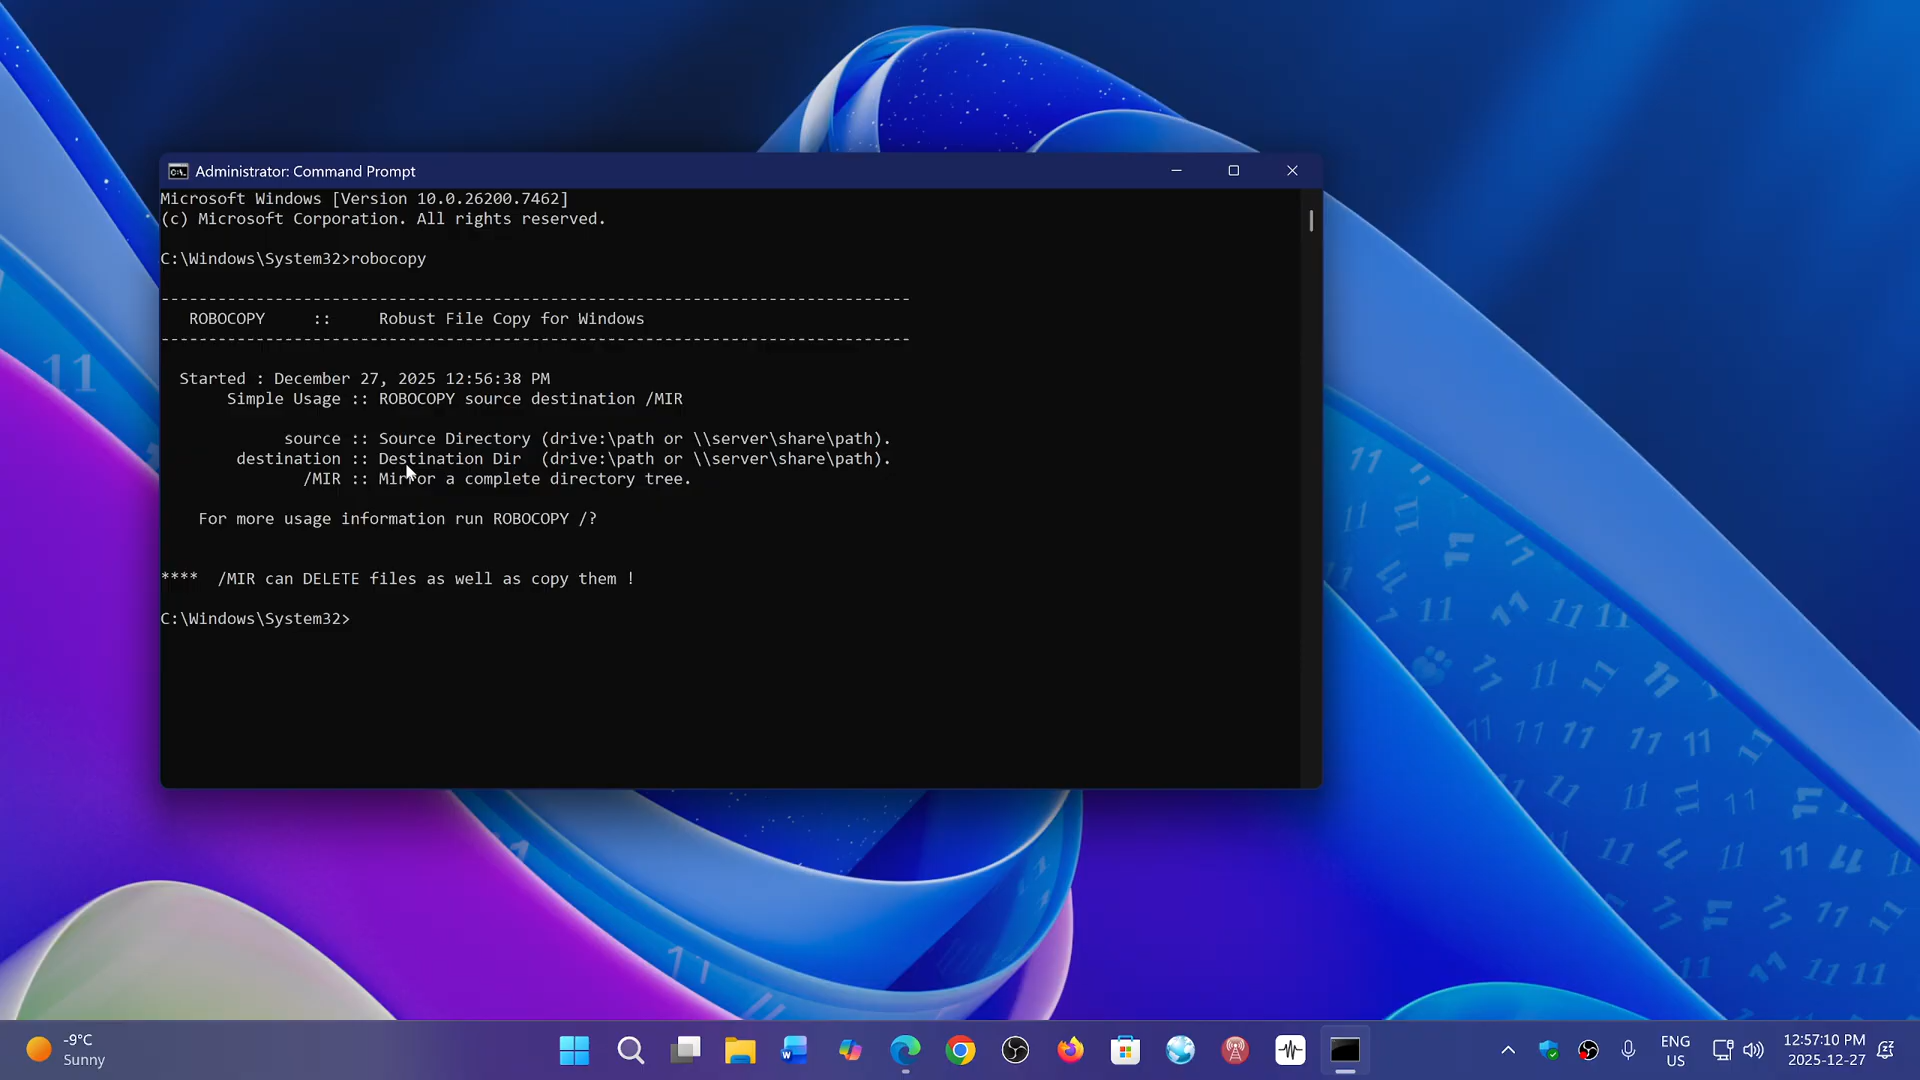 Administrator: Command Prompt
Microsoft Windows [Version 10.0.26200.7462]
(c) Microsoft Corporation. All rights reserved.
C:\Windows\System32>robocopy
-------------------------------------------------------------------------------
ROBOCOPY     ::     Robust File Copy for Windows
-------------------------------------------------------------------------------
Started : December 27, 2025 12:56:38 PM
Simple Usage :: ROBOCOPY source destination /MIR
source :: Source Directory (drive:\path or \\server\share\path).
destination :: Destination Dir  (drive:\path or \\server\share\path).
/MIR :: Mirror a complete directory tree.
For more usage information run ROBOCOPY /?
****  /MIR can DELETE files as well as copy them !
C:\Windows\System32>
-9°C
Sunny
ENG
US
12:57:10 PM
2025-12-27